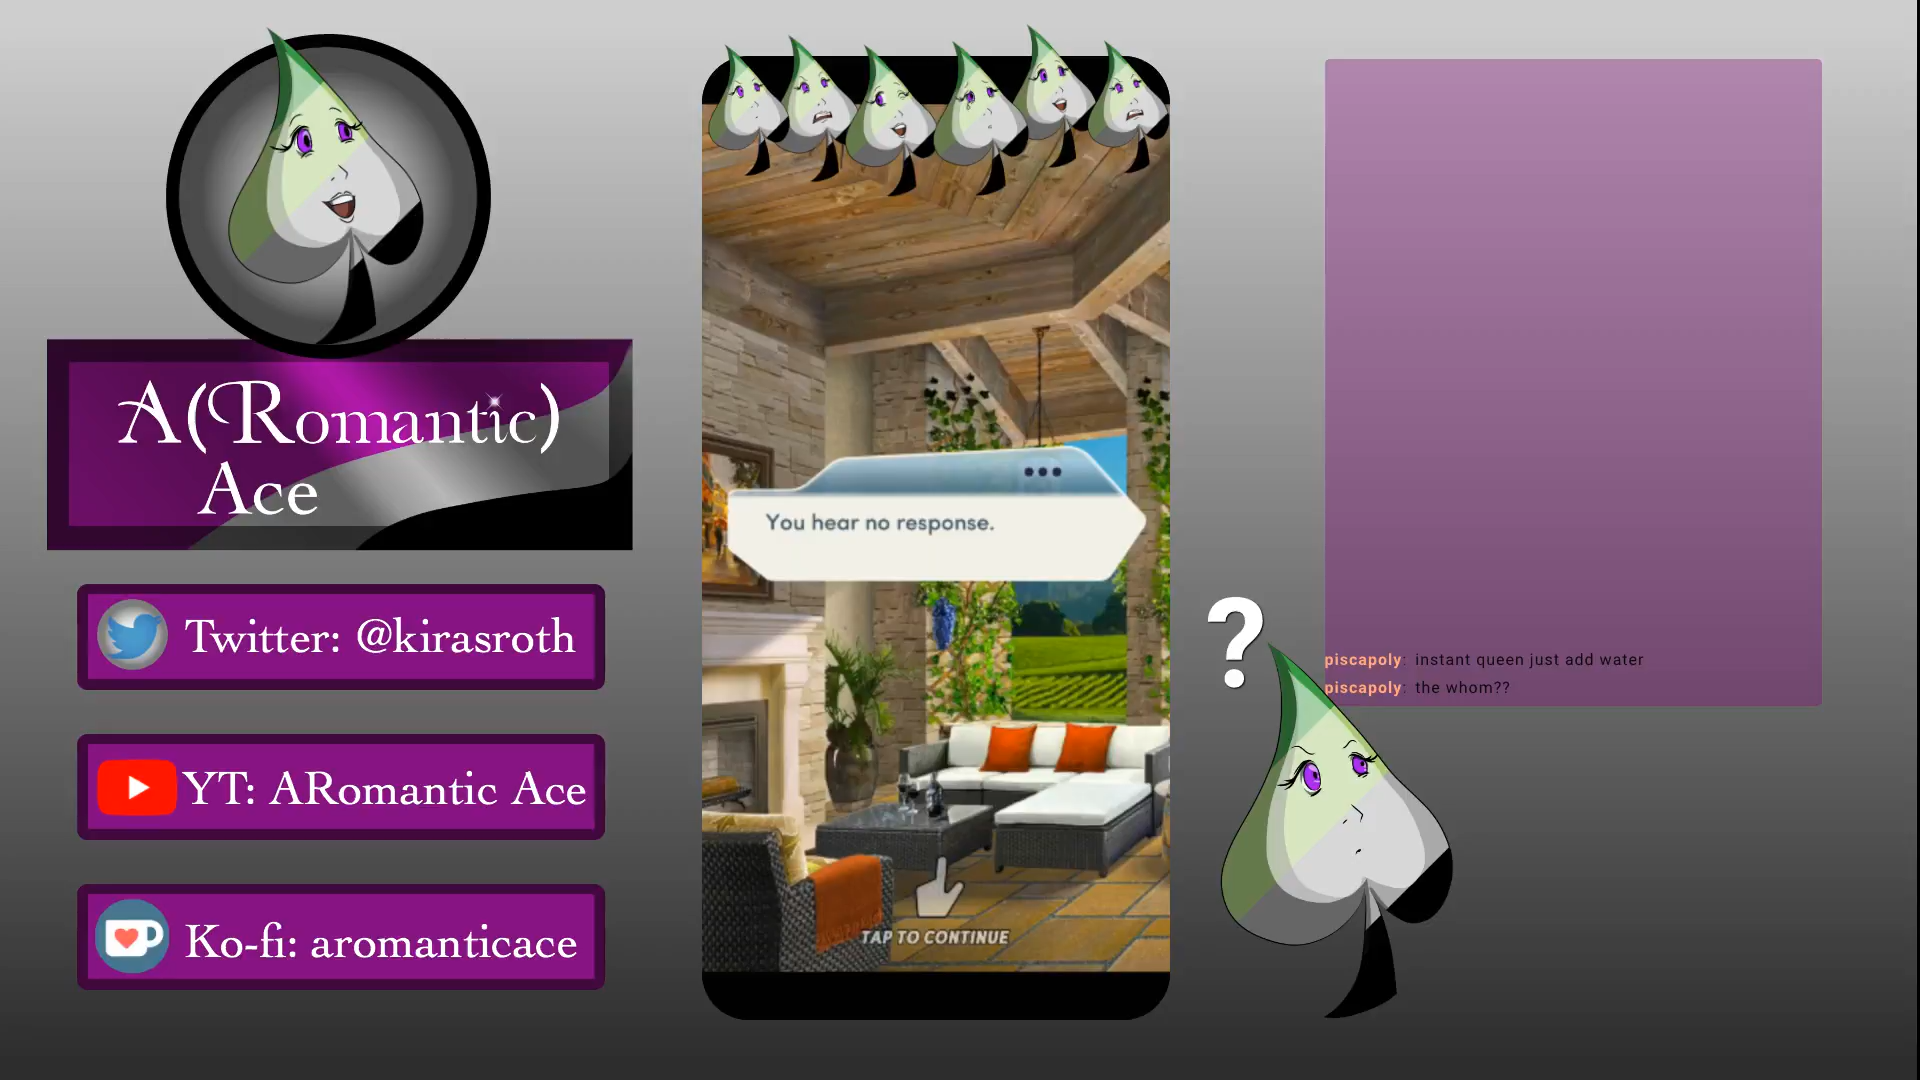 A(Romantic)
Ace
Twitter: @kirasroth
YT: ARomantic Ace
Ko-fi: aromanticace
You hear no response.
TAP TO CONTINUE
?
piscapoly: instant queen just add water
piscapoly: the whom??